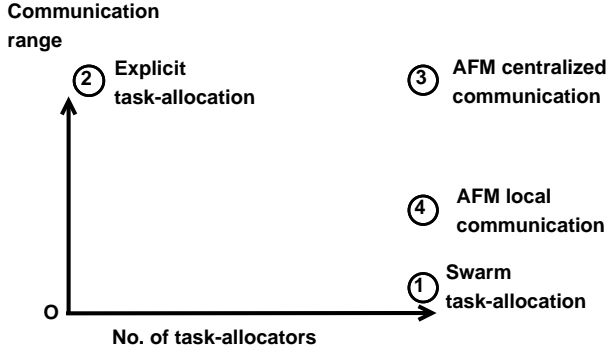 Communication
range
2 Explicit
task-allocation
3 AFM centralized
communication
4 AFM local
communication
1 Swarm
task-allocation
O
No. of task-allocators